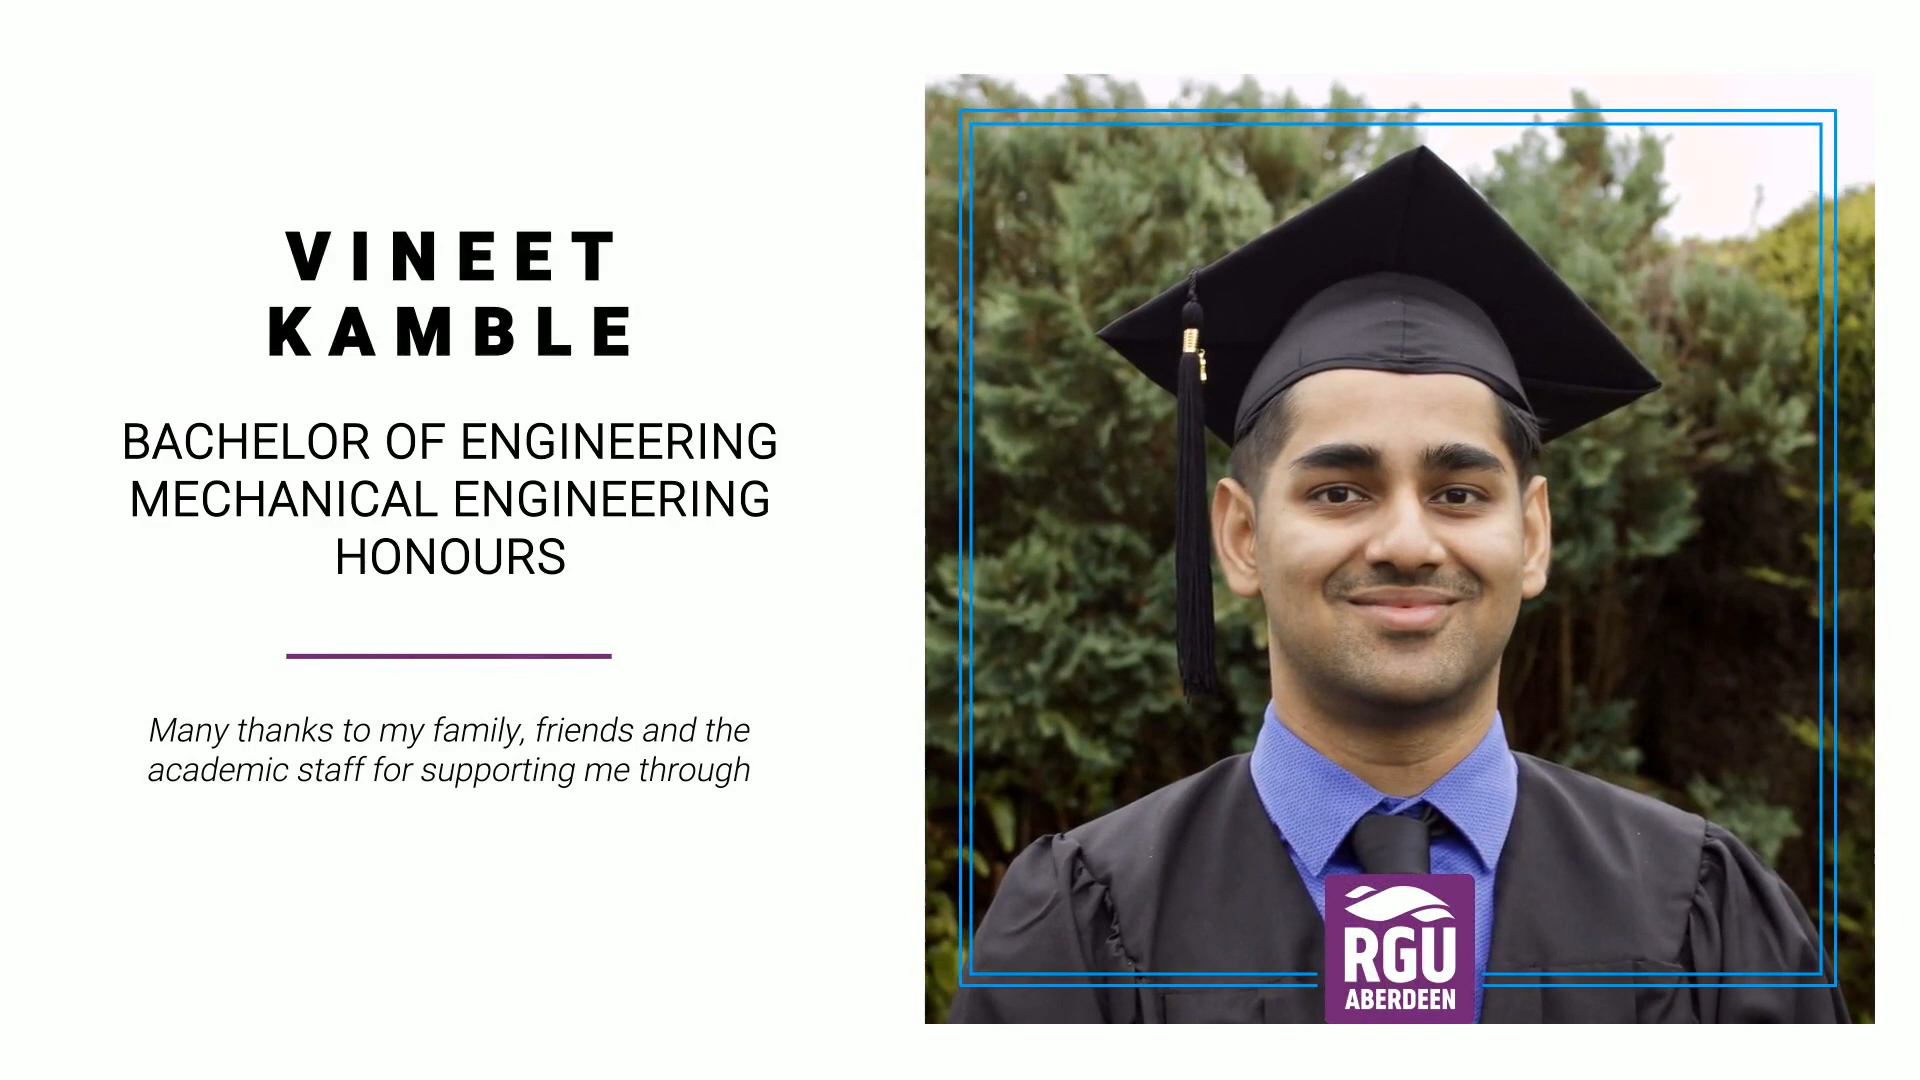 VINEET
KAMBLE
BACHELOR OF ENGINEERING
MECHANICAL ENGINEERING
HONOURS
Many thanks to my family, friends and the
academic staff for supporting me through
RGU
ABERDEEN